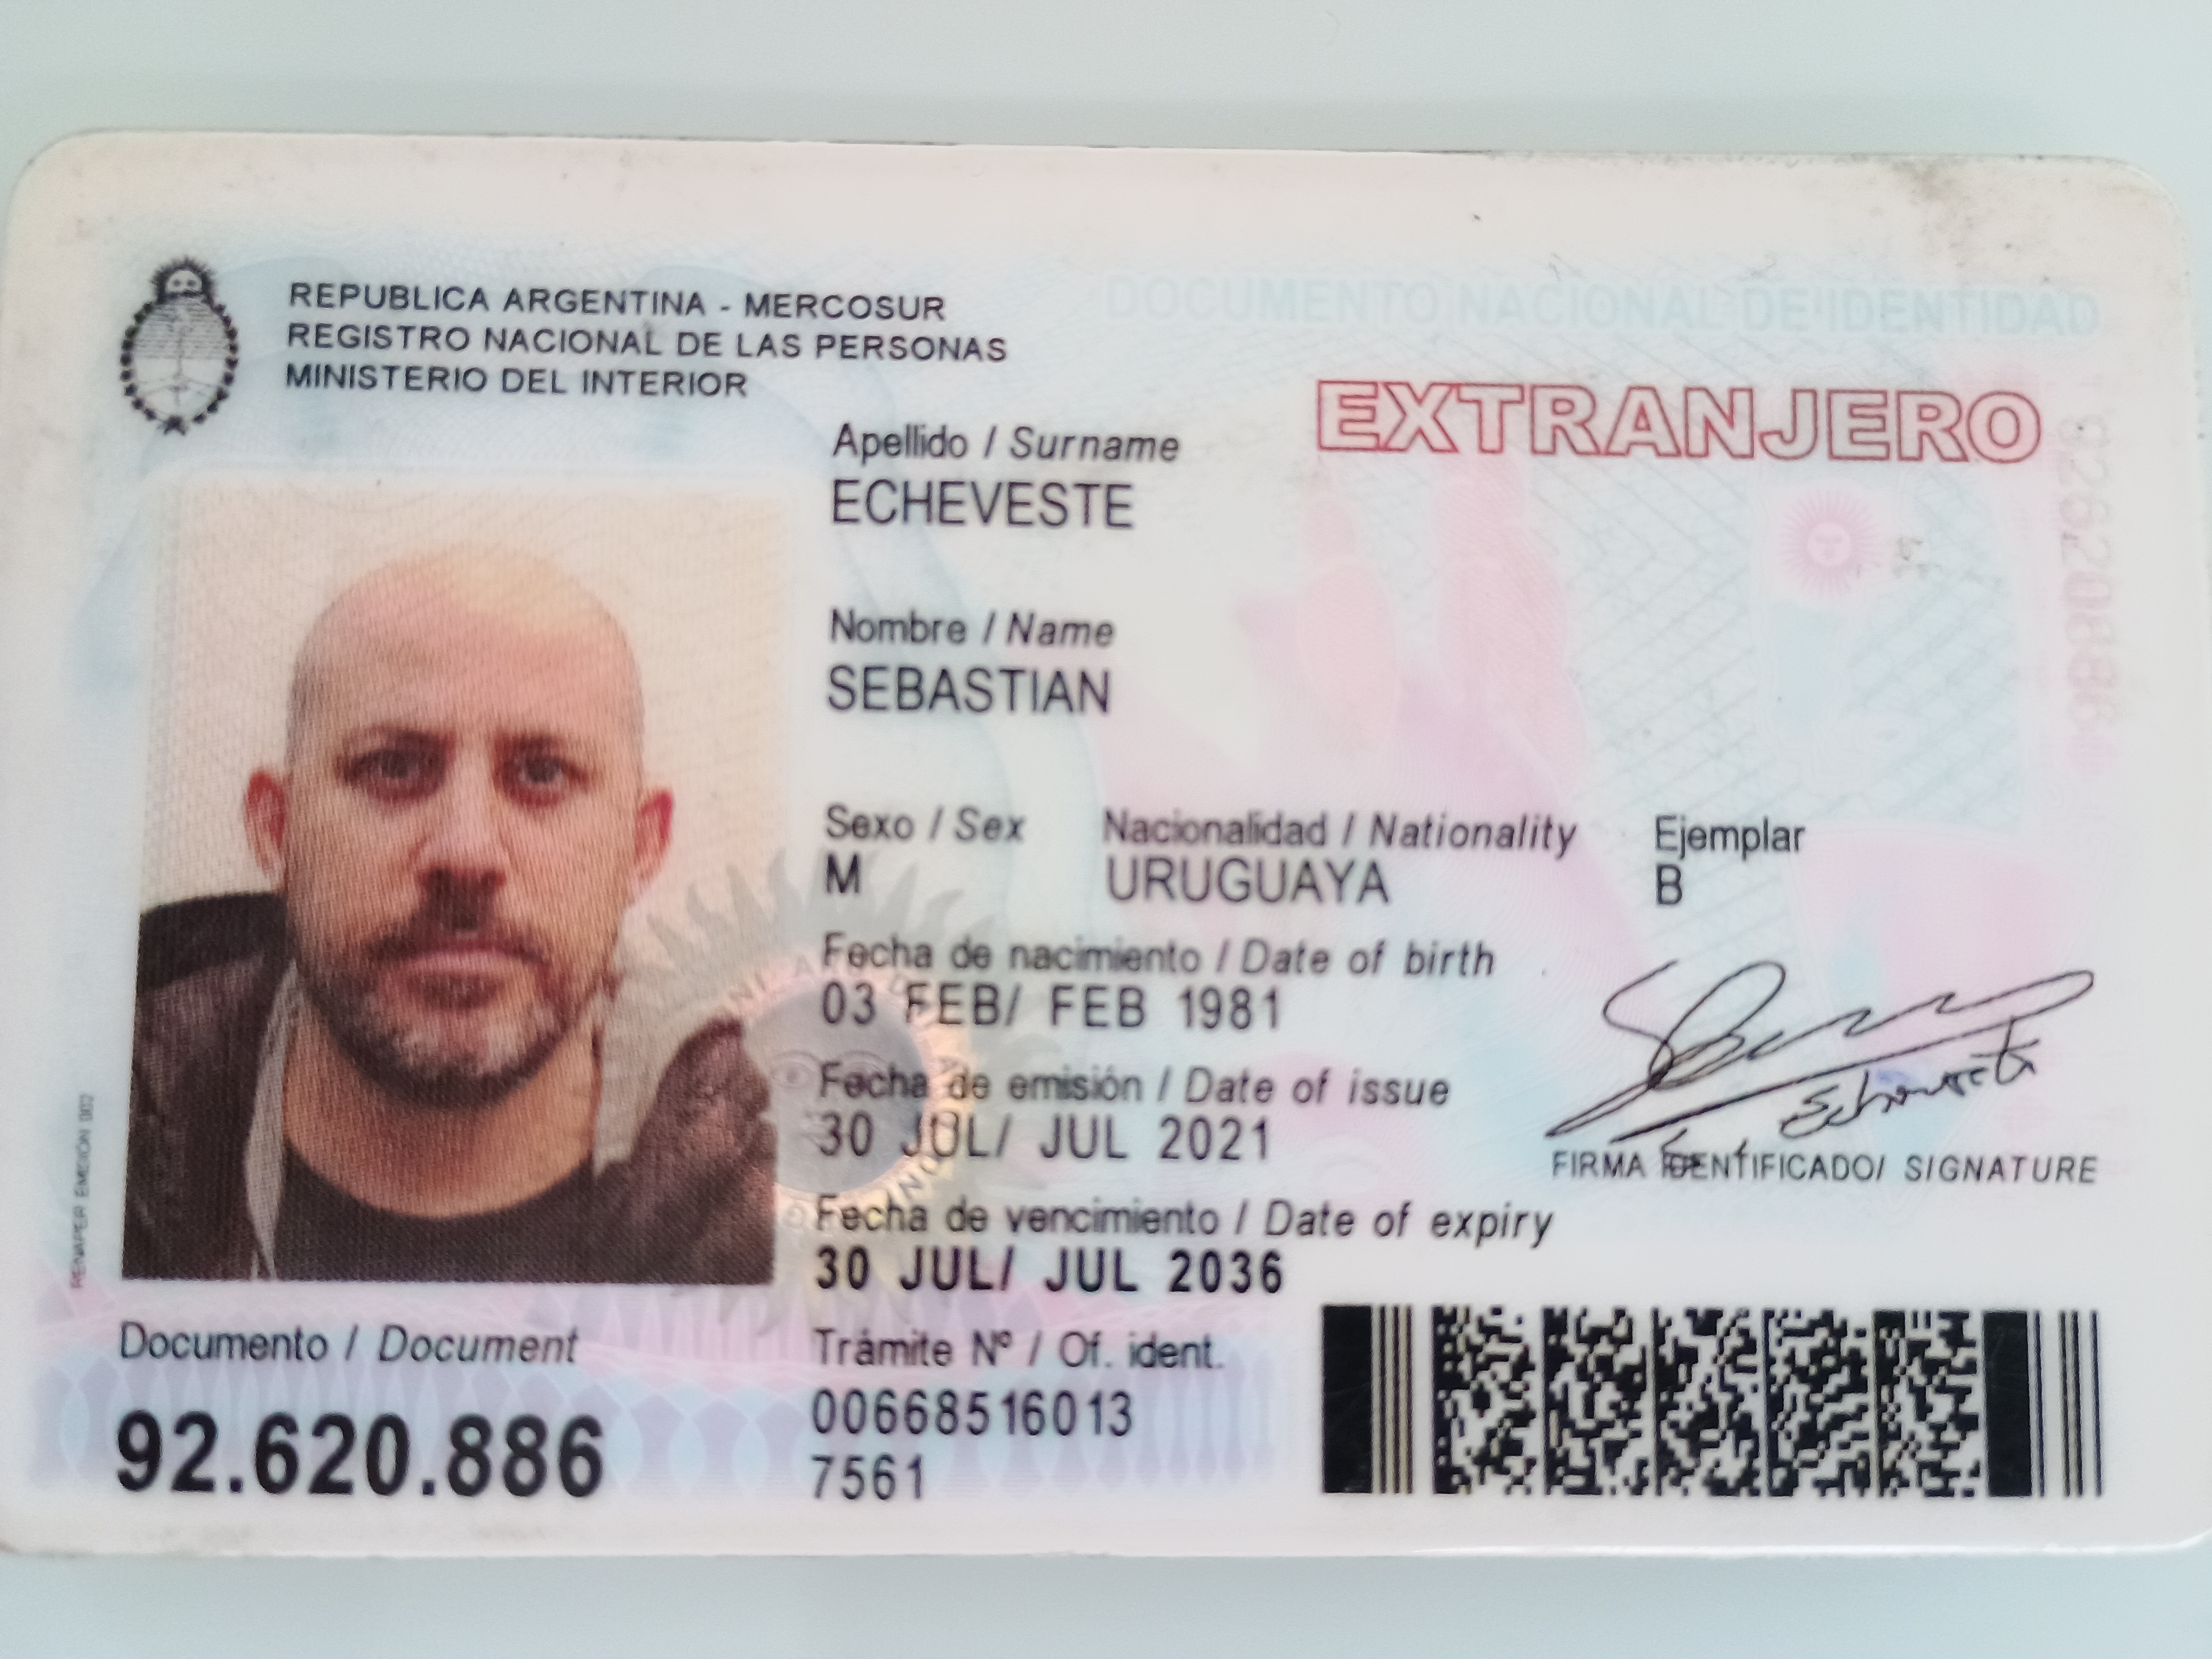 REPUBLICA ARGENTINA - MERCOSUR
REGISTRO NACIONAL DE LAS PERSONAS
MINISTERIO DEL INTERIOR
DOCUMENTO NACIONAL DE IDENTIDAD
Apellido / Surname
ECHEVESTE
EXTRANJERO
Nombre / Name
SEBASTIAN
Sexo / Sex Nacionalidad / Nationality Ejemplar
M URUGUAYA B
Fecha de nacimiento / Date of birth
03 FEB/ FEB 1981
Fecha de emisión / Date of issue
30 JUL/ JUL 2021
Fecha de vencimiento / Date of expiry
30 JUL/ JUL 2036
FIRMA IDENTIFICADO/ SIGNATURE
RENAPER EMISIÓN 002
Documento / Document
92.620.886
Trámite Nº / Of. ident.
00668516013
7561